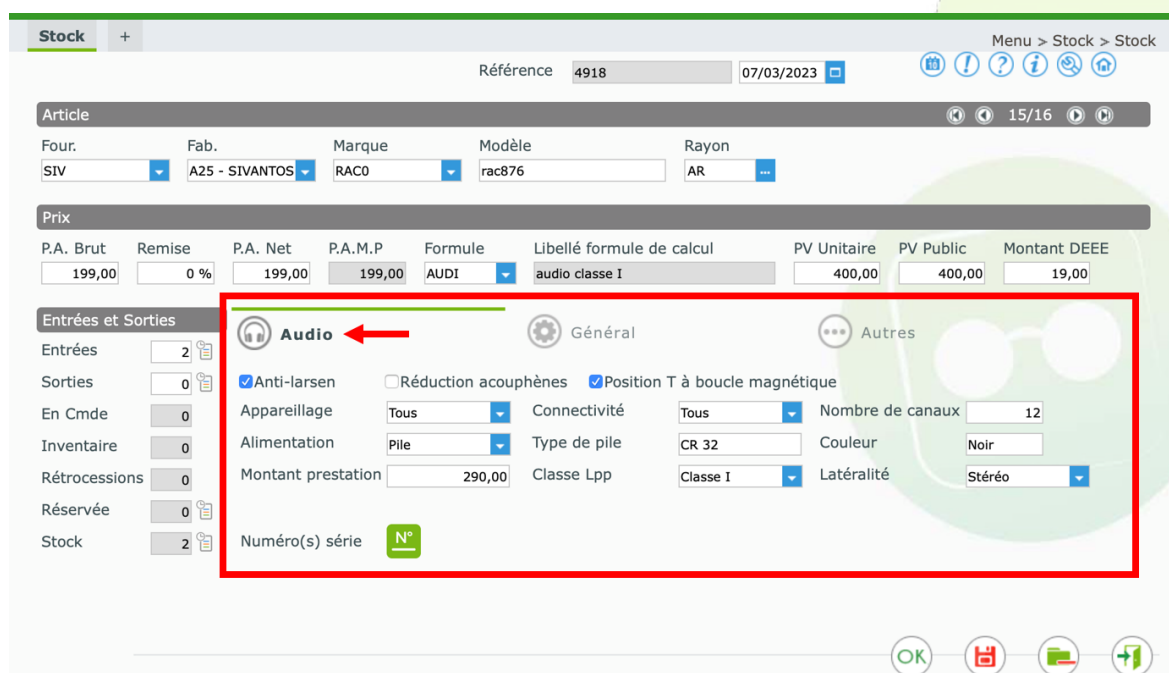 Stock +
Menu > Stock > Stock
Référence 4918 07/03/2023
Article 15/16
Four. Fab. Marque Modèle Rayon
SIV A25 - SIVANTOS RAC0 rac876 AR ...
Prix
P.A. Brut Remise P.A. Net P.A.M.P Formule Libellé formule de calcul PV Unitaire PV Public Montant DEEE
199,00 0 % 199,00 199,00 AUDI audio classe I 400,00 400,00 19,00
Entrées et Sorties
Audio Général Autres
Entrées 2
Sorties 0
Anti-larsen Réduction acouphènes Position T à boucle magnétique
En Cmde 0
Appareillage Tous Connectivité Tous Nombre de canaux 12
Inventaire 0
Alimentation Pile Type de pile CR 32 Couleur Noir
Rétrocessions 0
Montant prestation 290,00 Classe Lpp Classe I Latéralité Stéréo
Réservée 0
Stock 2
Numéro(s) série N°
OK